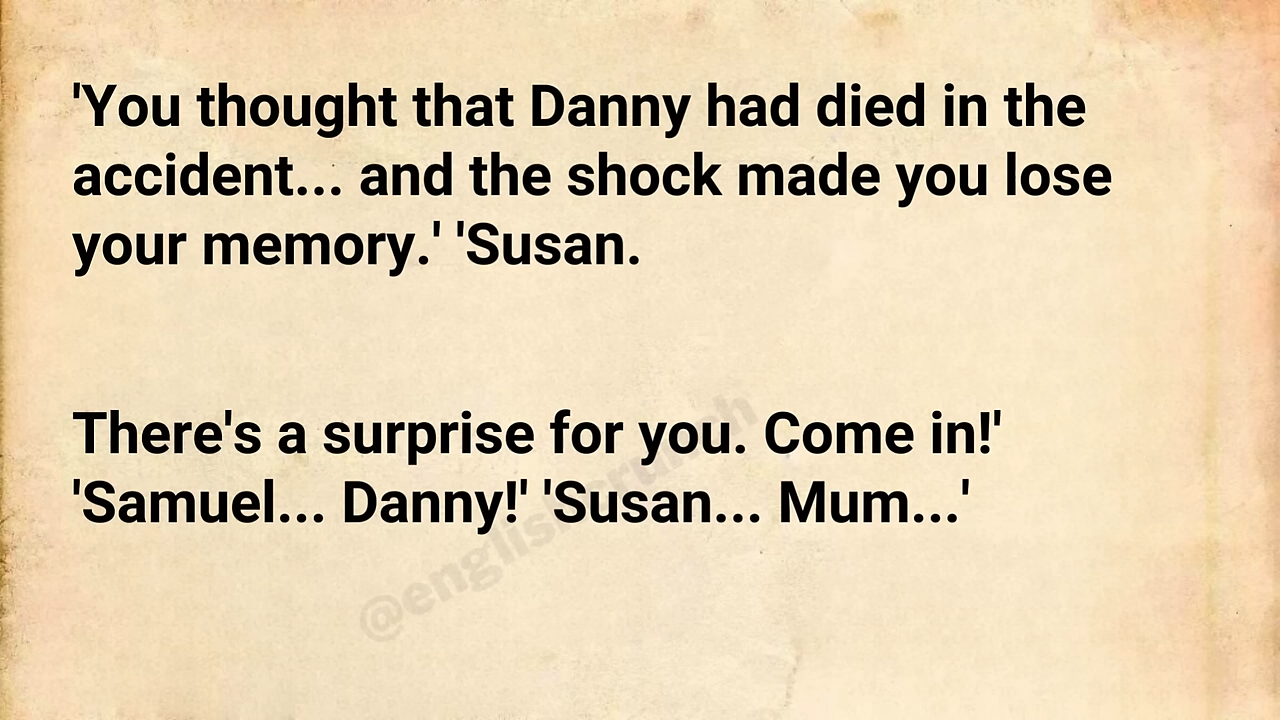 'You thought that Danny had died in the
accident... and the shock made you lose
your memory.' 'Susan.
There's a surprise for you. Come in!'
'Samuel... Danny!' 'Susan... Mum...'